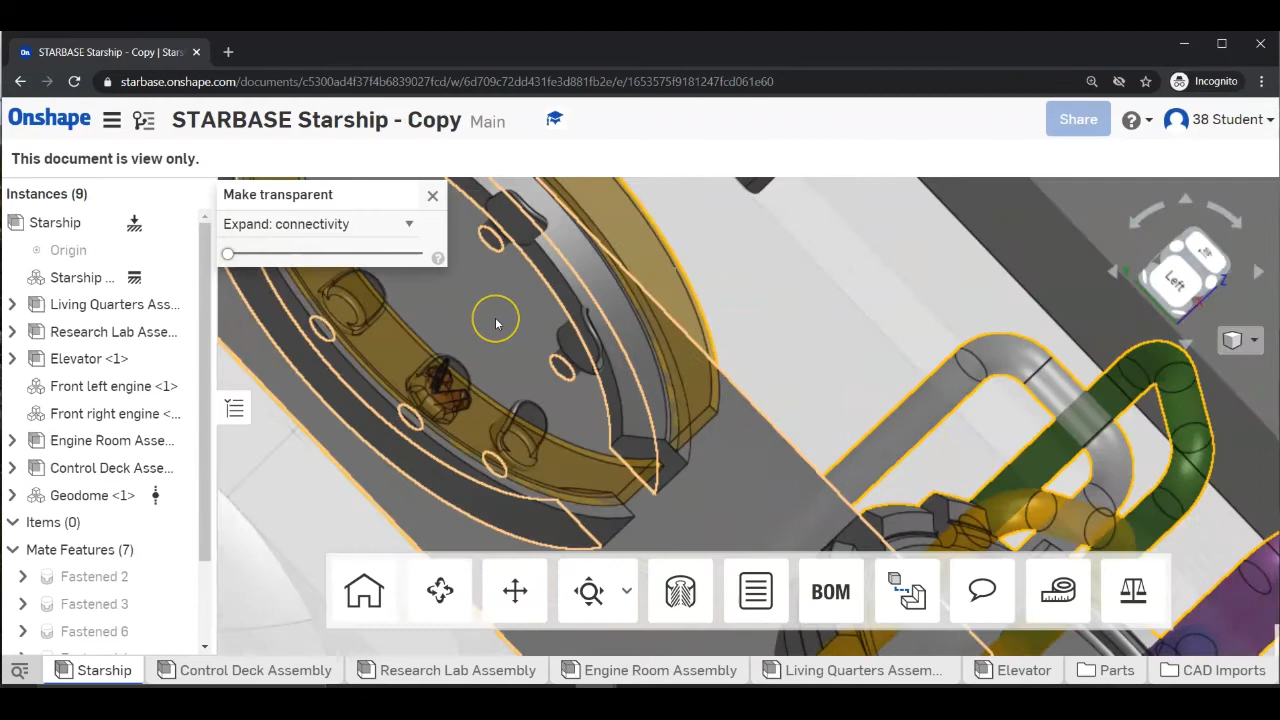 STARBASE Starship - Copy | Stars
starbase.onshape.com/documents/c5300ad4f37f4b6839027fcd/w/6d709c72dd431fe3d881fb2e/e/1653575f9181247fcd061e60
Incognito
Onshape
STARBASE Starship - Copy Main
Share
38 Student
This document is view only.
Instances (9)
Starship
Origin
Starship ...
Living Quarters Ass...
Research Lab Asse...
Elevator <1>
Front left engine <1>
Front right engine <...
Engine Room Asse...
Control Deck Asse...
Geodome <1>
Items (0)
Mate Features (7)
Fastened 2
Fastened 3
Fastened 6
Make transparent
Expand: connectivity
Left
Y
Z
BOM
Starship
Control Deck Assembly
Research Lab Assembly
Engine Room Assembly
Living Quarters Assem...
Elevator
Parts
CAD Imports